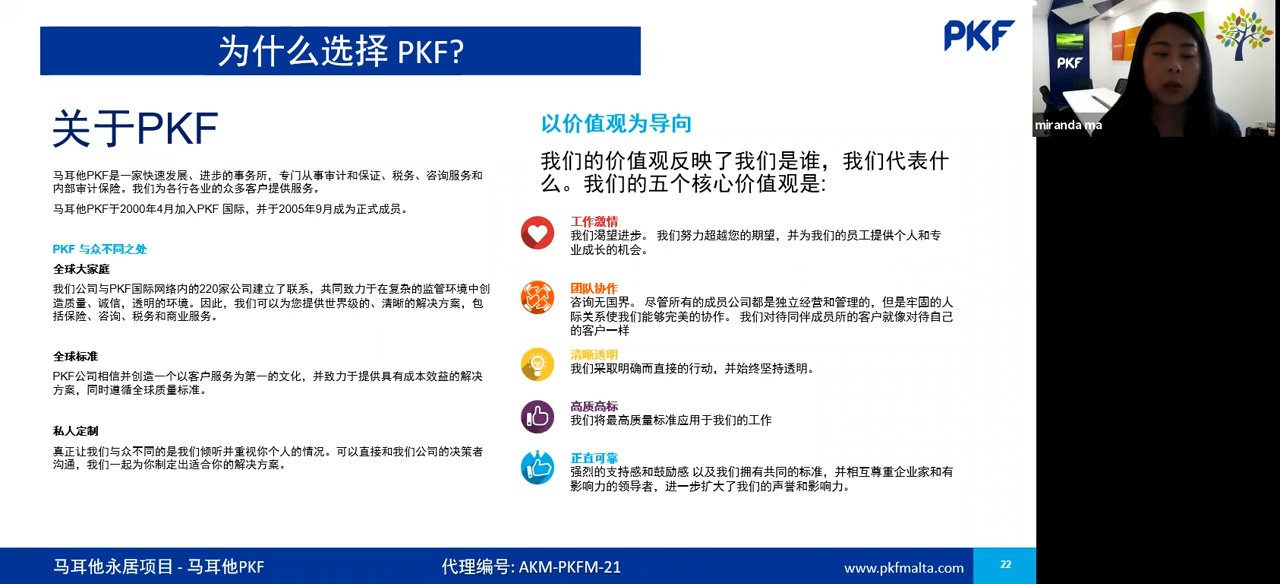 为什么选择 PKF?
PKF
关于PKF
马耳他PKF是一家快速发展、进步的事务所，专门从事审计和保证、税务、咨询服务和
内部审计保险。我们为各行各业的众多客户提供服务。
马耳他PKF于2000年4月加入PKF 国际，并于2005年9月成为正式成员。
PKF 与众不同之处
全球大家庭
我们公司与PKF国际网络内的220家公司建立了联系，共同致力于在复杂的监管环境中创
造质量、诚信，透明的环境。因此，我们可以为您提供世界级的、清晰的解决方案，包
括保险、咨询、税务和商业服务。
全球标准
PKF公司相信并创造一个以客户服务为第一的文化，并致力于提供具有成本效益的解决
方案，同时遵循全球质量标准。
私人定制
真正让我们与众不同的是我们倾听并重视你个人的情况。可以直接和我们公司的决策者
沟通，我们一起为你制定出适合你的解决方案。
以价值观为导向
我们的价值观反映了我们是谁，我们代表什
么。我们的五个核心价值观是:
工作激情
我们渴望进步。 我们努力超越您的期望，并为我们的员工提供个人和专
业成长的机会。
团队协作
咨询无国界。 尽管所有的成员公司都是独立经营和管理的，但是牢固的人
际关系使我们能够完美的协作。 我们对待同伴成员所的客户就像对待自己
的客户一样
清晰透明
我们采取明确而直接的行动，并始终坚持透明。
高质高标
我们将最高质量标准应用于我们的工作
正直可靠
强烈的支持感和鼓励感 以及我们拥有共同的标准，并相互尊重企业家和有
影响力的领导者，进一步扩大了我们的声誉和影响力。
马耳他永居项目 - 马耳他PKF
代理编号: AKM-PKFM-21
www.pkfmalta.com
22
PKF
miranda ma